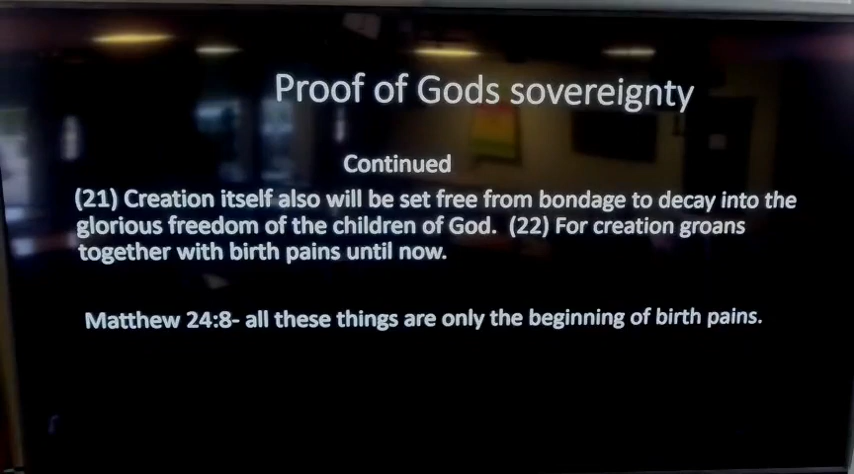 Proof of Gods sovereignty
Continued
(21) Creation itself also will be set free from bondage to decay into the
glorious freedom of the children of God. (22) For creation groans
together with birth pains until now.
Matthew 24:8- all these things are only the beginning of birth pains.